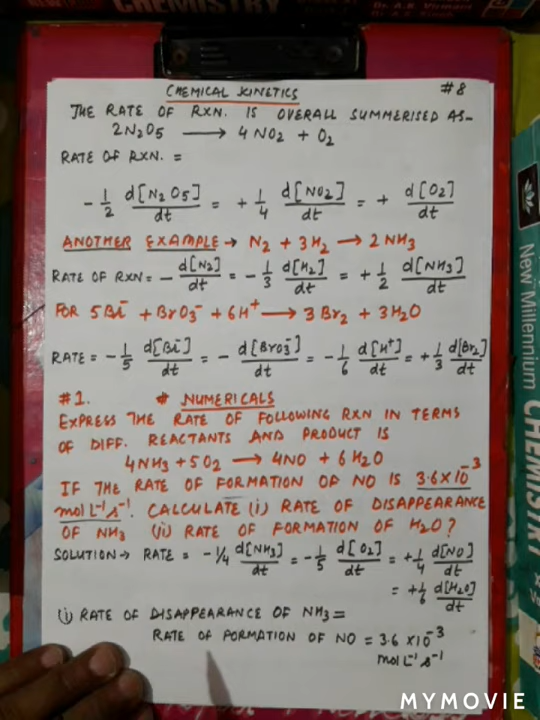 CHEMISTRY
Dr. A.B.
CHEMICAL KINETICS #8
THE RATE OF RXN. IS OVERALL SUMMERISED AS-
2N₂O₅ → 4NO₂ + O₂
RATE OF RXN. =
-1/2 d[N₂O₅]/dt = +1/4 d[NO₂]/dt = + d[O₂]/dt
ANOTHER EXAMPLE → N₂ + 3H₂ → 2NH₃
RATE OF RXN = - d[N₂]/dt = -1/3 d[H₂]/dt = +1/2 d[NH₃]/dt
FOR 5Br⁻ + BrO₃⁻ + 6H⁺ → 3Br₂ + 3H₂O
RATE = -1/5 d[Br⁻]/dt = - d[BrO₃⁻]/dt = -1/6 d[H⁺]/dt = +1/3 d[Br₂]/dt
#1. # NUMERICALS
EXPRESS THE RATE OF FOLLOWING RXN IN TERMS
OF DIFF. REACTANTS AND PRODUCT IS
4NH₃ + 5O₂ → 4NO + 6H₂O
IF THE RATE OF FORMATION OF NO IS 3.6×10⁻³
mol L⁻¹ s⁻¹. CALCULATE (i) RATE OF DISAPPEARANCE
OF NH₃ (ii) RATE OF FORMATION OF H₂O?
SOLUTION → RATE = -1/4 d[NH₃]/dt = -1/5 d[O₂]/dt = +1/4 d[NO]/dt
= +1/6 d[H₂O]/dt
(i) RATE OF DISAPPEARANCE OF NH₃ =
RATE OF FORMATION OF NO = 3.6 ×10⁻³
mol L⁻¹ s⁻¹
New Millennium
CHEMISTRY
MYMOVIE